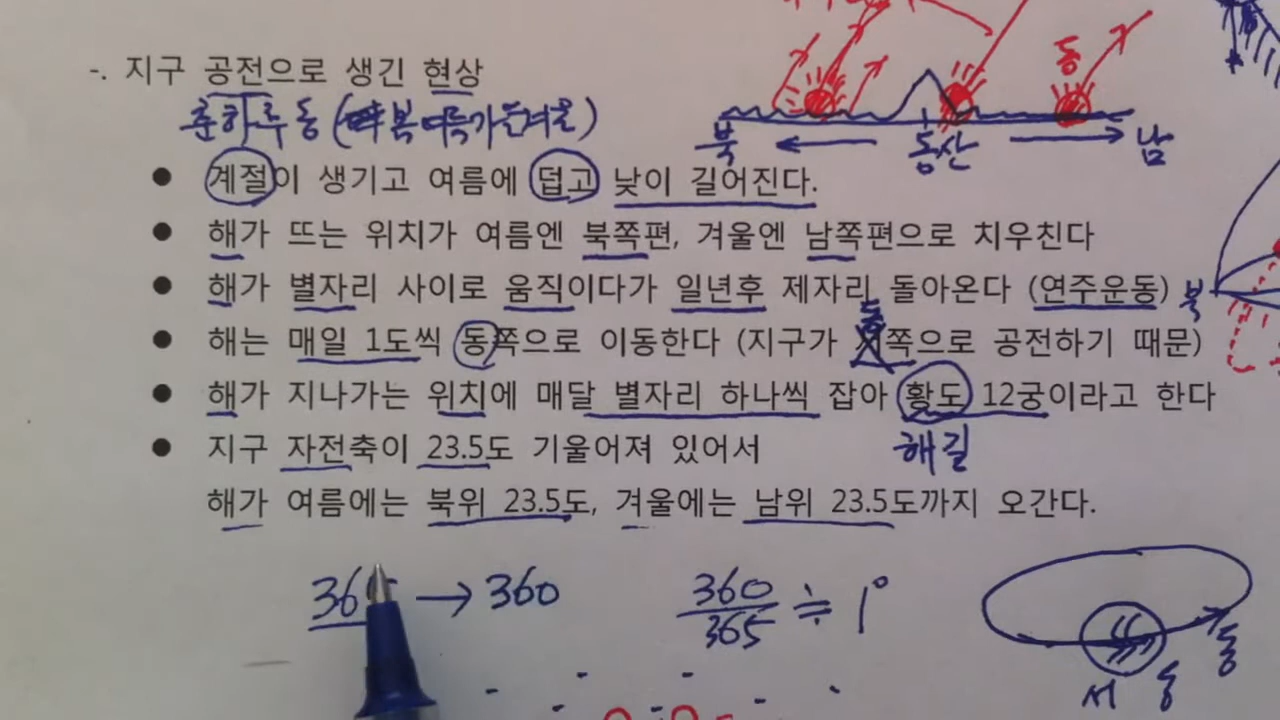 -. 지구 공전으로 생긴 현상
춘하추동 (봄여름가을겨울)
북 동산 남
동
● 계절이 생기고 여름에 덥고 낮이 길어진다.
● 해가 뜨는 위치가 여름엔 북쪽편, 겨울엔 남쪽편으로 치우친다
● 해가 별자리 사이로 움직이다가 일년후 제자리 돌아온다 (연주운동)
북
● 해는 매일 1도씩 동쪽으로 이동한다 (지구가 동쪽으로 공전하기 때문)
● 해가 지나가는 위치에 매달 별자리 하나씩 잡아 황도 12궁이라고 한다
해길
● 지구 자전축이 23.5도 기울어져 있어서
해가 여름에는 북위 23.5도, 겨울에는 남위 23.5도까지 오간다.
365 → 360 360/365 ≒ 1°
서 동 동